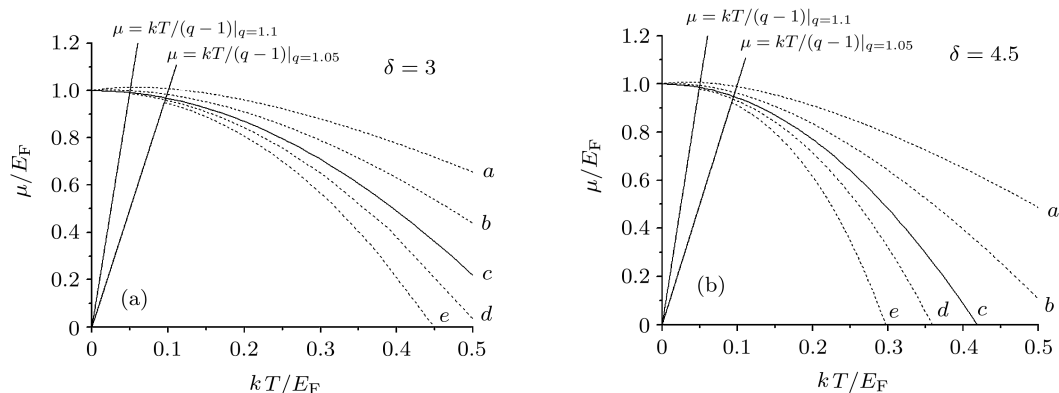 μ = kT/(q − 1)|q=1.1
μ = kT/(q − 1)|q=1.05
δ = 3
1.2
1.0
0.8
0.6
0.4
0.2
0
μ/EF
a
b
c
d
e
(a)
0 0.1 0.2 0.3 0.4 0.5
kT/EF
μ = kT/(q − 1)|q=1.1
μ = kT/(q − 1)|q=1.05
δ = 4.5
1.2
1.0
0.8
0.6
0.4
0.2
0
μ/EF
a
b
c
d
e
(b)
0 0.1 0.2 0.3 0.4 0.5
kT/EF